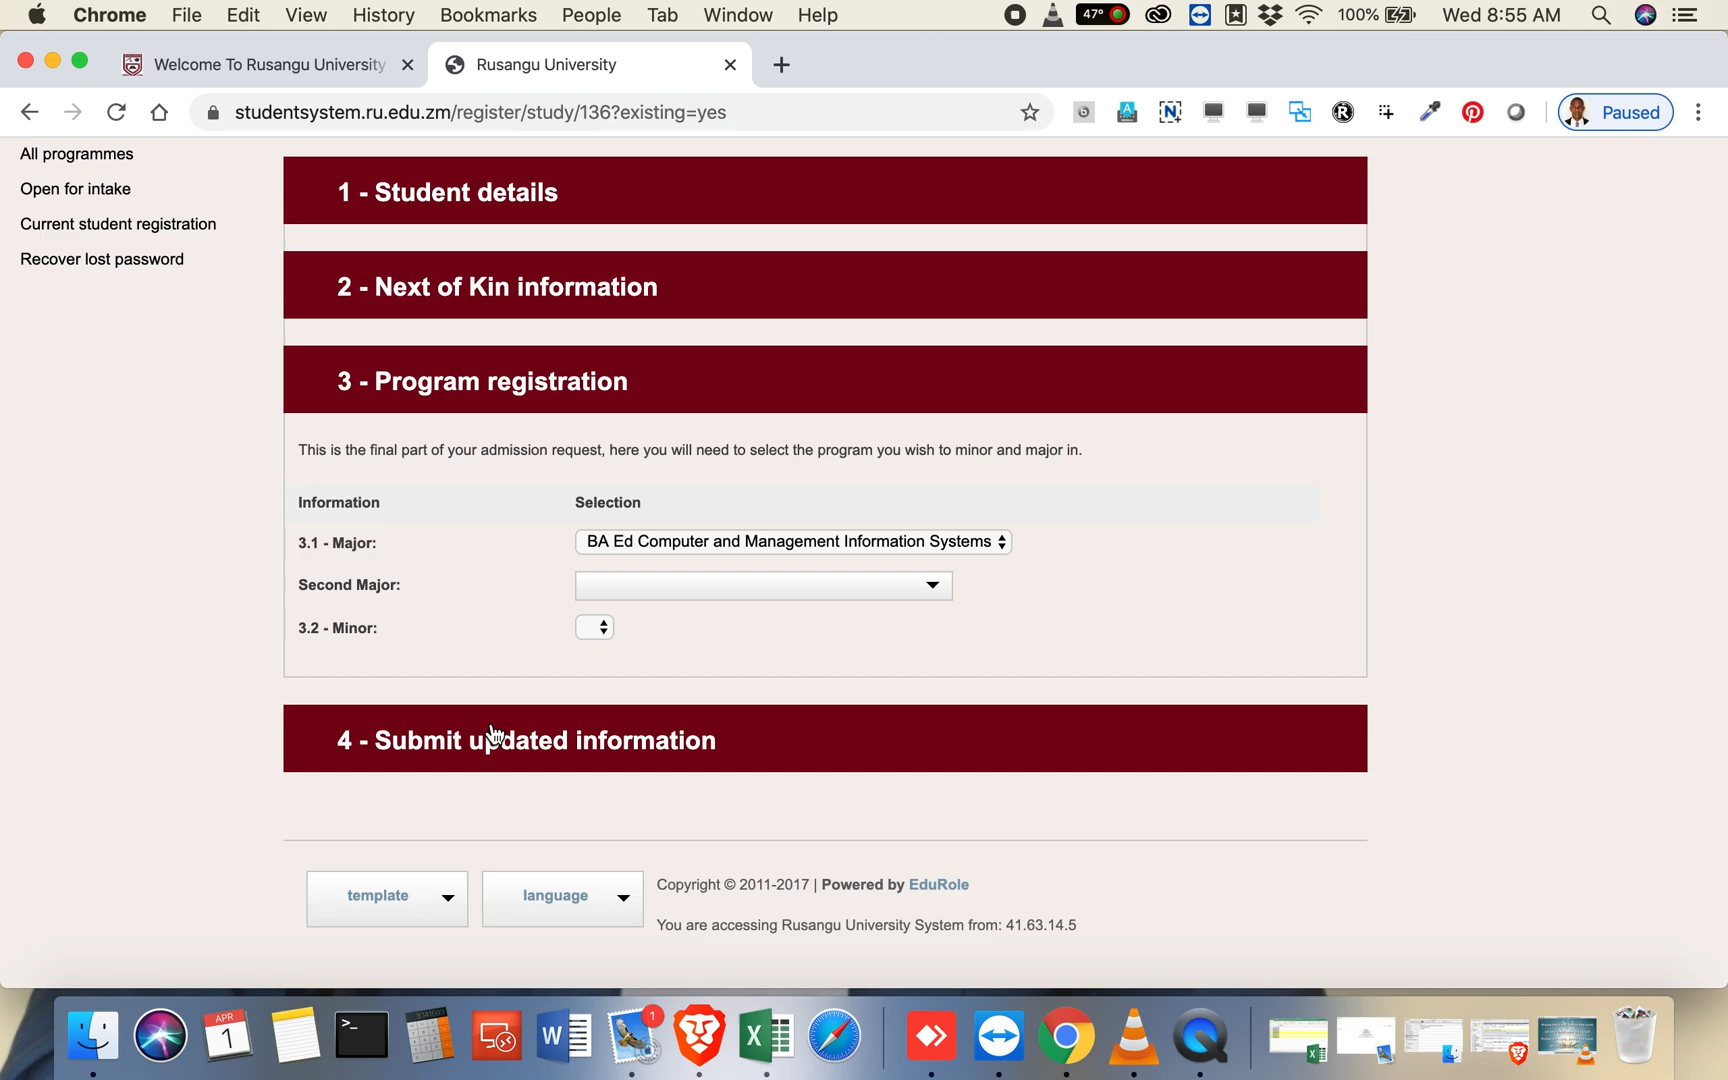 Chrome File Edit View History Bookmarks People Tab Window Help 47° 100% Wed 8:55 AM
Welcome To Rusangu University Rusangu University
studentsystem.ru.edu.zm/register/study/136?existing=yes Paused
All programmes
Open for intake
Current student registration
Recover lost password
1 - Student details
2 - Next of Kin information
3 - Program registration
This is the final part of your admission request, here you will need to select the program you wish to minor and major in.
Information Selection
3.1 - Major: BA Ed Computer and Management Information Systems
Second Major:
3.2 - Minor:
4 - Submit updated information
template language Copyright © 2011-2017 | Powered by EduRole
You are accessing Rusangu University System from: 41.63.14.5
APR
1
1